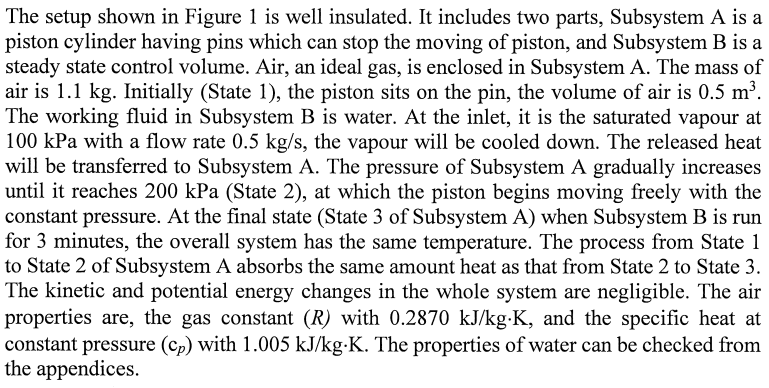 The setup shown in Figure 1 is well insulated. It includes two parts, Subsystem A is a
piston cylinder having pins which can stop the moving of piston, and Subsystem B is a
steady state control volume. Air, an ideal gas, is enclosed in Subsystem A. The mass of
air is 1.1 kg. Initially (State 1), the piston sits on the pin, the volume of air is 0.5 m³.
The working fluid in Subsystem B is water. At the inlet, it is the saturated vapour at
100 kPa with a flow rate 0.5 kg/s, the vapour will be cooled down. The released heat
will be transferred to Subsystem A. The pressure of Subsystem A gradually increases
until it reaches 200 kPa (State 2), at which the piston begins moving freely with the
constant pressure. At the final state (State 3 of Subsystem A) when Subsystem B is run
for 3 minutes, the overall system has the same temperature. The process from State 1
to State 2 of Subsystem A absorbs the same amount heat as that from State 2 to State 3.
The kinetic and potential energy changes in the whole system are negligible. The air
properties are, the gas constant (R) with 0.2870 kJ/kg·K, and the specific heat at
constant pressure (cₚ) with 1.005 kJ/kg·K. The properties of water can be checked from
the appendices.